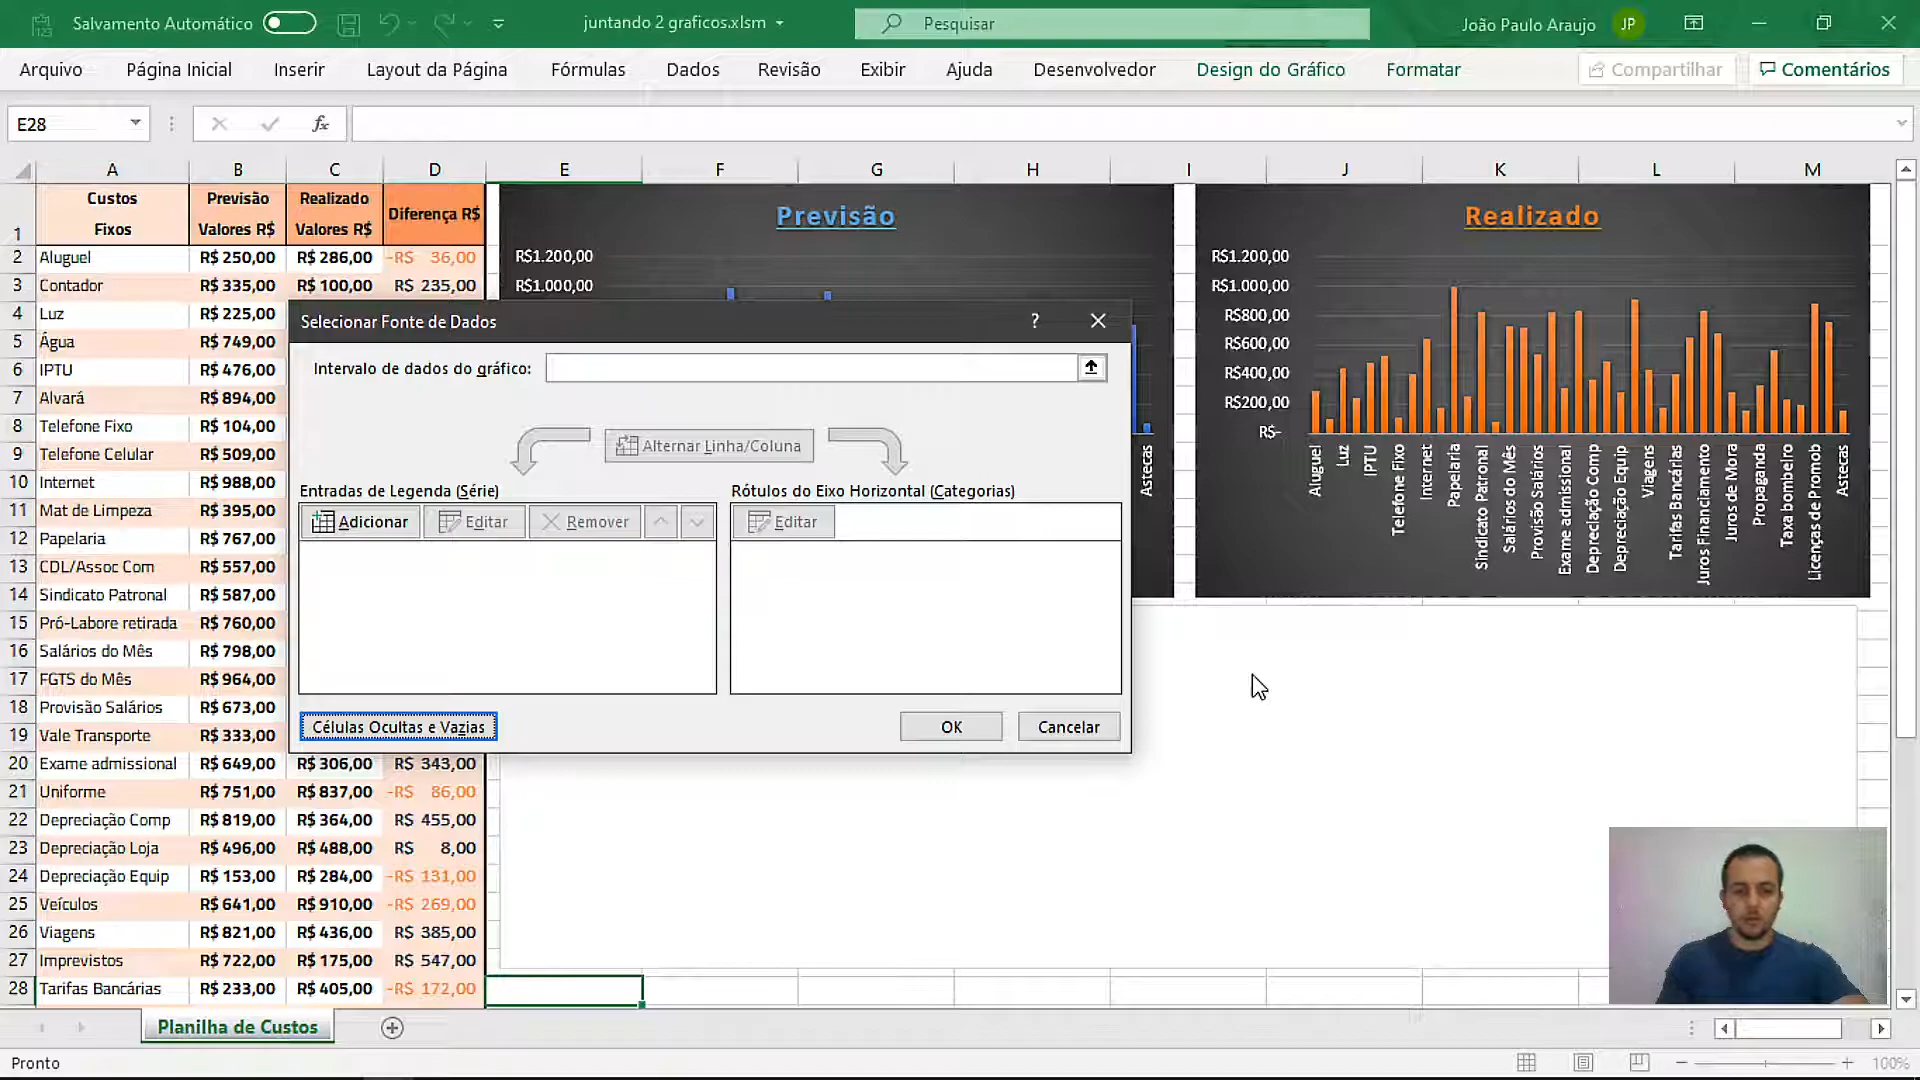 Salvamento Automático
juntando 2 graficos.xlsm
Pesquisar
João Paulo Araujo
JP
Arquivo
Página Inicial
Inserir
Layout da Página
Fórmulas
Dados
Revisão
Exibir
Ajuda
Desenvolvedor
Design do Gráfico
Formatar
Compartilhar
Comentários
E28
fx
A B C D E F G H I J K L M
1 Custos Fixos Previsão Valores R$ Realizado Valores R$ Diferença R$
2 Aluguel R$ 250,00 R$ 286,00 -R$ 36,00
3 Contador R$ 335,00 R$ 100,00 R$ 235,00
4 Luz R$ 225,00
5 Água R$ 749,00
6 IPTU R$ 476,00
7 Alvará R$ 894,00
8 Telefone Fixo R$ 104,00
9 Telefone Celular R$ 509,00
10 Internet R$ 988,00
11 Mat de Limpeza R$ 395,00
12 Papelaria R$ 767,00
13 CDL/Assoc Com R$ 557,00
14 Sindicato Patronal R$ 587,00
15 Pró-Labore retirada R$ 760,00
16 Salários do Mês R$ 798,00
17 FGTS do Mês R$ 964,00
18 Provisão Salários R$ 673,00
19 Vale Transporte R$ 333,00
20 Exame admissional R$ 649,00 R$ 306,00 R$ 343,00
21 Uniforme R$ 751,00 R$ 837,00 -R$ 86,00
22 Depreciação Comp R$ 819,00 R$ 364,00 R$ 455,00
23 Depreciação Loja R$ 496,00 R$ 488,00 R$ 8,00
24 Depreciação Equip R$ 153,00 R$ 284,00 -R$ 131,00
25 Veículos R$ 641,00 R$ 910,00 -R$ 269,00
26 Viagens R$ 821,00 R$ 436,00 R$ 385,00
27 Imprevistos R$ 722,00 R$ 175,00 R$ 547,00
28 Tarifas Bancárias R$ 233,00 R$ 405,00 -R$ 172,00
Previsão
R$1.200,00
R$1.000,00
Astecas
Realizado
R$1.200,00
R$1.000,00
R$800,00
R$600,00
R$400,00
R$200,00
R$-
Aluguel
Luz
IPTU
Telefone Fixo
Internet
Papelaria
Sindicato Patronal
Salários do Mês
Provisão Salários
Exame admissional
Depreciação Comp
Depreciação Equip
Viagens
Tarifas Bancárias
Juros Financiamento
Juros de Mora
Propaganda
Taxa bombeiro
Licenças de Promob
Astecas
Selecionar Fonte de Dados
?
Intervalo de dados do gráfico:
Alternar Linha/Coluna
Entradas de Legenda (Série)
Adicionar
Editar
Remover
Rótulos do Eixo Horizontal (Categorias)
Editar
Células Ocultas e Vazias
OK
Cancelar
Planilha de Custos
Pronto
100%